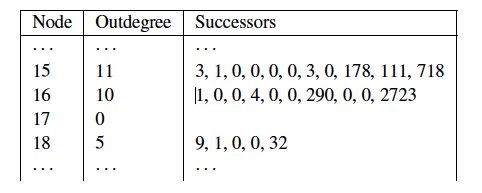 Node Outdegree Successors
... ... ...
15 11 3, 1, 0, 0, 0, 0, 3, 0, 178, 111, 718
16 10 1, 0, 0, 4, 0, 0, 290, 0, 0, 2723
17 0
18 5 9, 1, 0, 0, 32
... ... ...